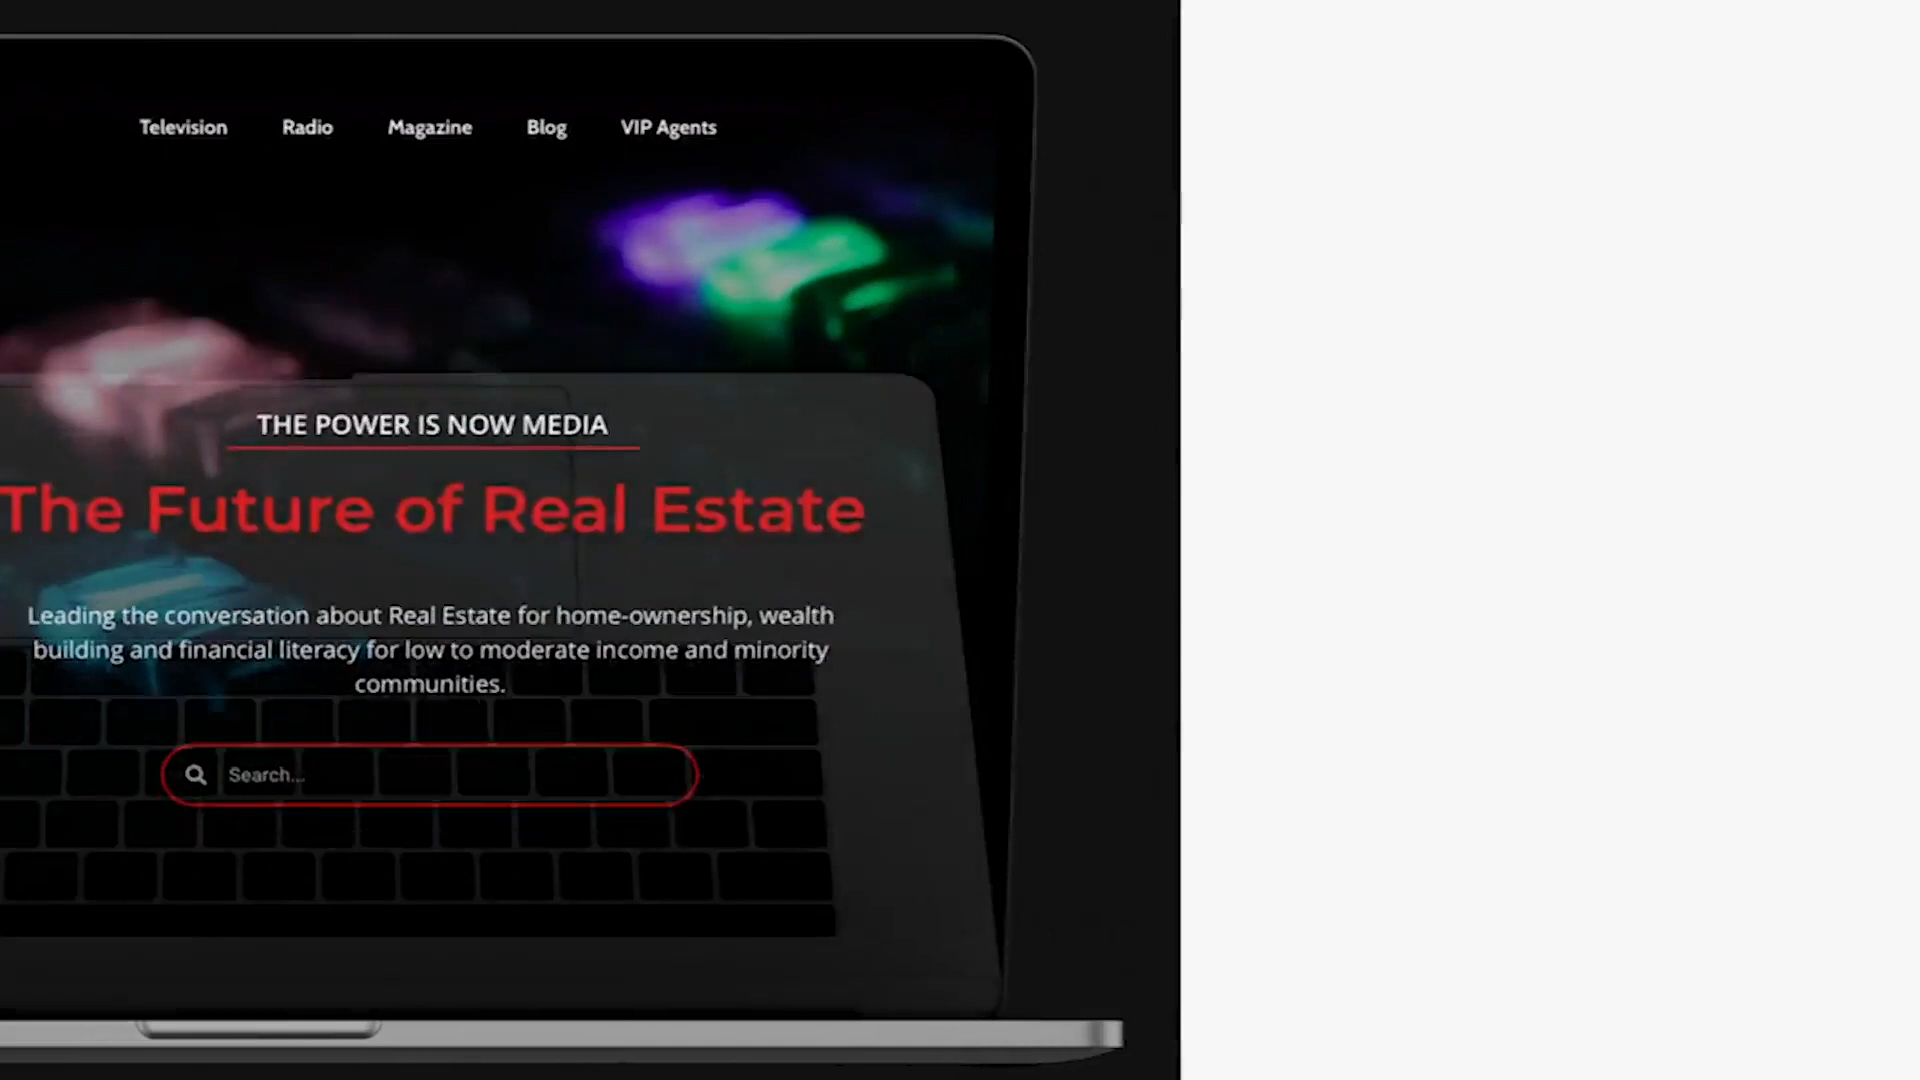 Television Radio Magazine Blog VIP Agents
THE POWER IS NOW MEDIA
The Future of Real Estate
Leading the conversation about Real Estate for home-ownership, wealth
building and financial literacy for low to moderate income and minority
communities.
Search...